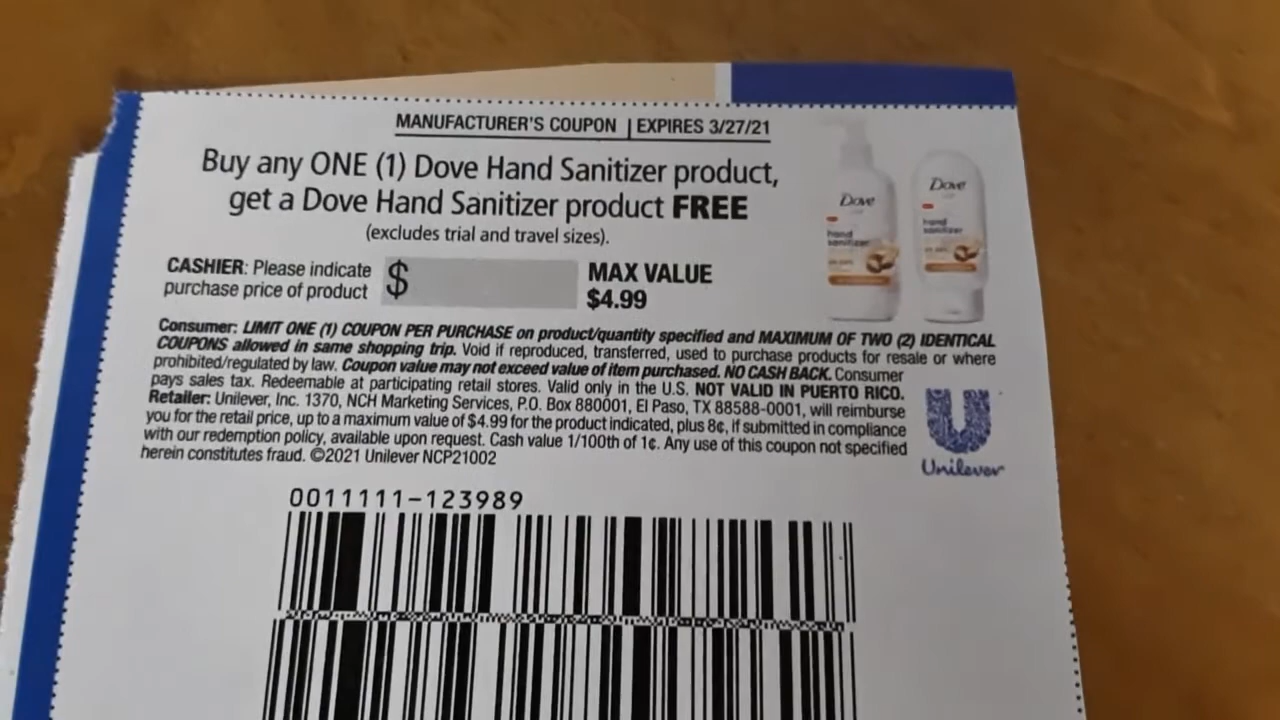 MANUFACTURER'S COUPON | EXPIRES 3/27/21
Buy any ONE (1) Dove Hand Sanitizer product,
get a Dove Hand Sanitizer product FREE
(excludes trial and travel sizes).
CASHIER: Please indicate
purchase price of product
$
MAX VALUE
$4.99
Dove
hand
sanitizer
Dove
hand
sanitizer
Consumer: LIMIT ONE (1) COUPON PER PURCHASE on product/quantity specified and MAXIMUM OF TWO (2) IDENTICAL
COUPONS allowed in same shopping trip. Void if reproduced, transferred, used to purchase products for resale or where
prohibited/regulated by law. Coupon value may not exceed value of item purchased. NO CASH BACK. Consumer
pays sales tax. Redeemable at participating retail stores. Valid only in the U.S. NOT VALID IN PUERTO RICO.
Retailer: Unilever, Inc. 1370, NCH Marketing Services, P.O. Box 880001, El Paso, TX 88588-0001, will reimburse
you for the retail price, up to a maximum value of $4.99 for the product indicated, plus 8¢, if submitted in compliance
with our redemption policy, available upon request. Cash value 1/100th of 1¢. Any use of this coupon not specified
herein constitutes fraud. ©2021 Unilever NCP21002
Unilever
0011111-123989